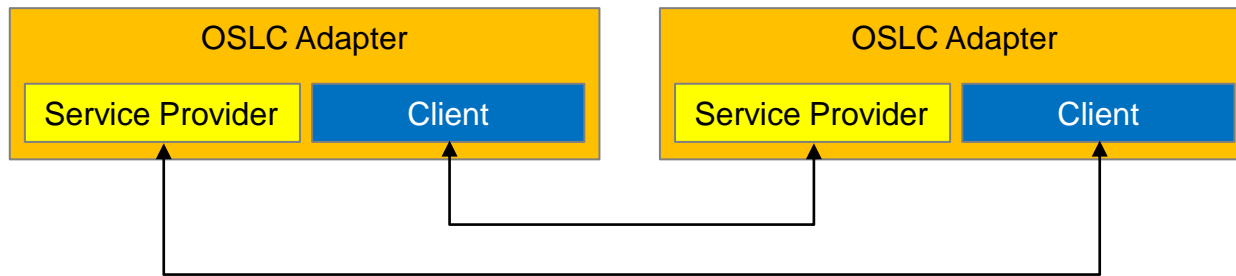 OSLC Adapter
Service Provider
Client
OSLC Adapter
Service Provider
Client